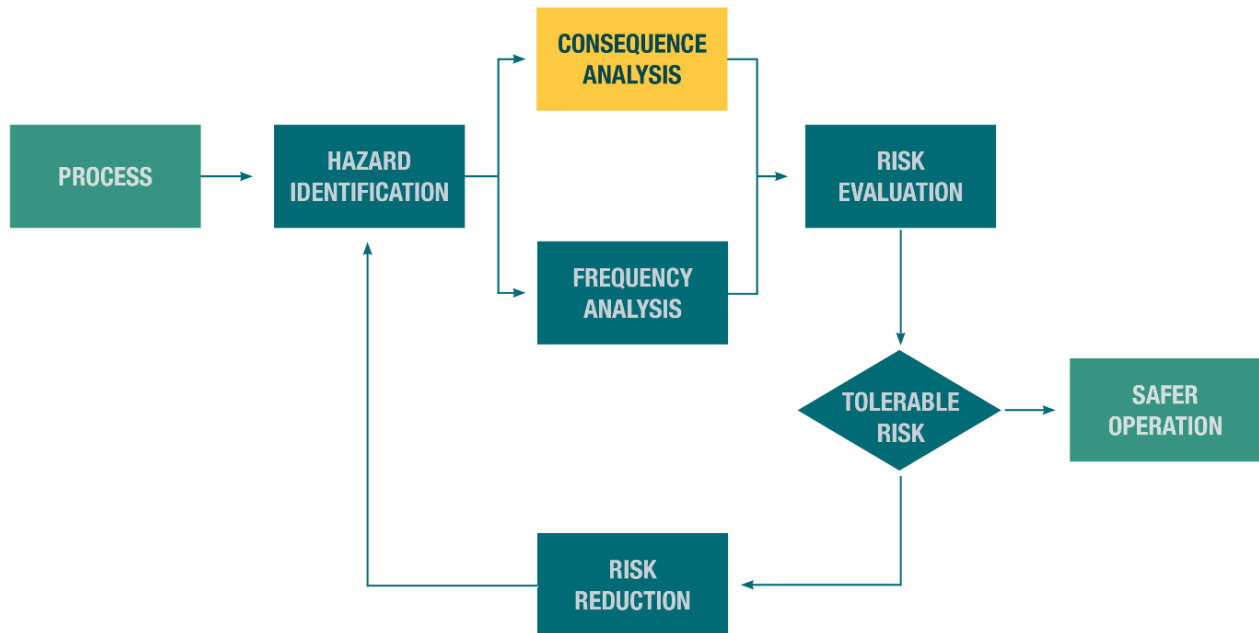 CONSEQUENCE
ANALYSIS
PROCESS
HAZARD
IDENTIFICATION
RISK
EVALUATION
FREQUENCY
ANALYSIS
TOLERABLE
RISK
SAFER
OPERATION
RISK
REDUCTION